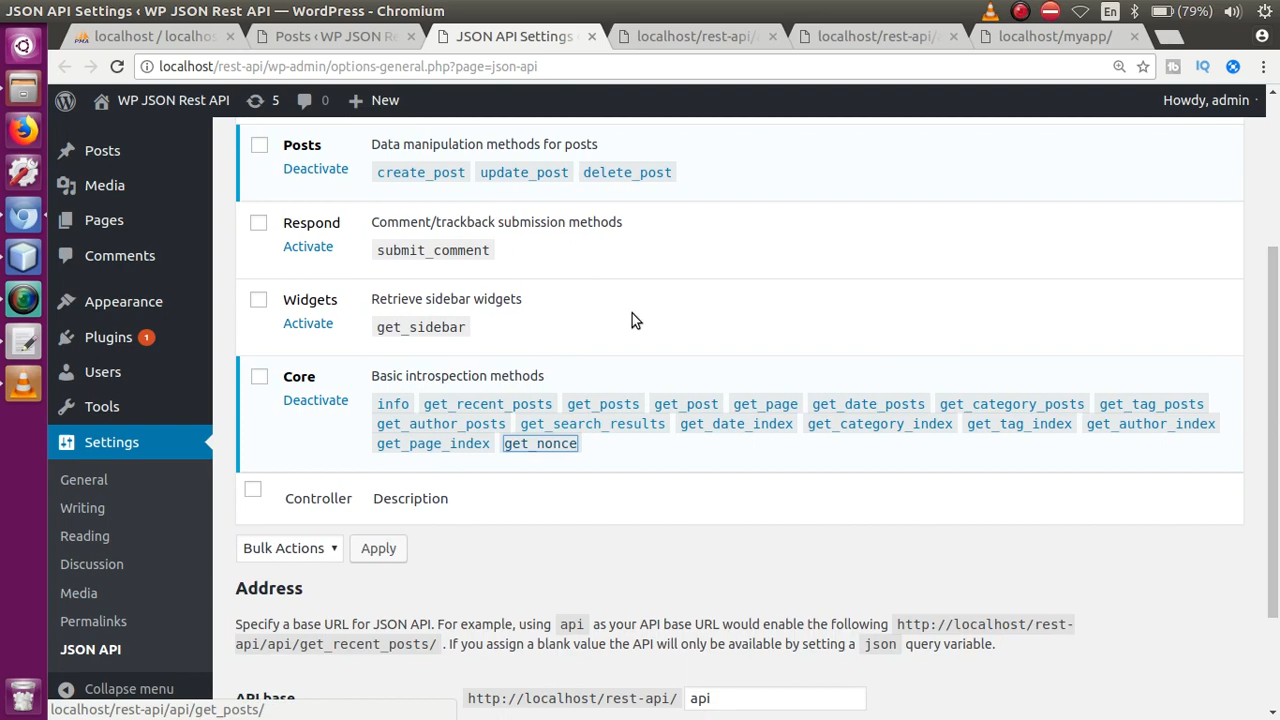 JSON API Settings ‹ WP JSON Rest API — WordPress - Chromium
En (79%)
localhost / localhos
Posts ‹ WP JSON R
JSON API Settings
localhost/rest-api/
localhost/rest-api/
localhost/myapp/
localhost/rest-api/wp-admin/options-general.php?page=json-api
WP JSON Rest API 5 0 New Howdy, admin
Posts
Media
Pages
Comments
Appearance
Plugins 1
Users
Tools
Settings
General
Writing
Reading
Discussion
Media
Permalinks
JSON API
Collapse menu
Posts Data manipulation methods for posts
Deactivate create_post update_post delete_post
Respond Comment/trackback submission methods
Activate submit_comment
Widgets Retrieve sidebar widgets
Activate get_sidebar
Core Basic introspection methods
Deactivate info get_recent_posts get_posts get_post get_page get_date_posts get_category_posts get_tag_posts
get_author_posts get_search_results get_date_index get_category_index get_tag_index get_author_index
get_page_index get_nonce
Controller Description
Bulk Actions Apply
Address
Specify a base URL for JSON API. For example, using api as your API base URL would enable the following http://localhost/rest-
api/api/get_recent_posts/ . If you assign a blank value the API will only be available by setting a json query variable.
API base http://localhost/rest-api/ api
localhost/rest-api/api/get_posts/